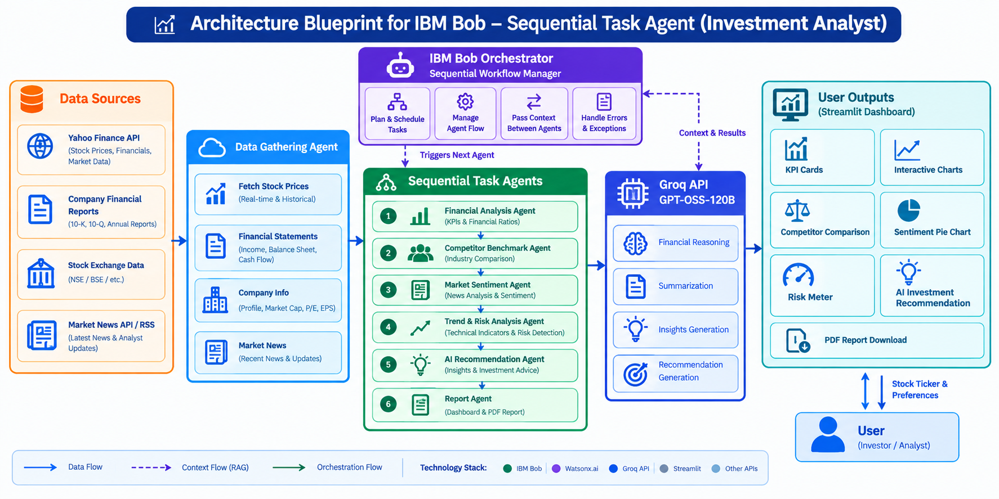 Architecture Blueprint for IBM Bob – Sequential Task Agent (Investment Analyst)
IBM Bob Orchestrator
Sequential Workflow Manager
Plan & Schedule
Tasks
Manage
Agent Flow
Pass Context
Between Agents
Handle Errors
& Exceptions
Triggers Next Agent
Context & Results
Data Sources
Yahoo Finance API
(Stock Prices, Financials,
Market Data)
Company Financial
Reports
(10-K, 10-Q, Annual Reports)
Stock Exchange Data
(NSE / BSE / etc.)
Market News API / RSS
(Latest News & Analyst
Updates)
Data Gathering Agent
Fetch Stock Prices
(Real-time & Historical)
Financial Statements
(Income, Balance Sheet,
Cash Flow)
Company Info
(Profile, Market Cap, P/E, EPS)
Market News
(Recent News & Updates)
Sequential Task Agents
1
Financial Analysis Agent
(KPIs & Financial Ratios)
2
Competitor Benchmark Agent
(Industry Comparison)
3
Market Sentiment Agent
(News Analysis & Sentiment)
4
Trend & Risk Analysis Agent
(Technical Indicators & Risk Detection)
5
AI Recommendation Agent
(Insights & Investment Advice)
6
Report Agent
(Dashboard & PDF Report)
Groq API
GPT-OSS-120B
Financial Reasoning
Summarization
Insights Generation
Recommendation
Generation
User Outputs
(Streamlit Dashboard)
KPI Cards
Interactive Charts
Competitor Comparison
Sentiment Pie Chart
Risk Meter
AI Investment
Recommendation
PDF Report Download
Stock Ticker &
Preferences
User
(Investor / Analyst)
Data Flow
Context Flow (RAG)
Orchestration Flow
Technology Stack:
IBM Bob
Watsonx.ai
Groq API
Streamlit
Other APIs